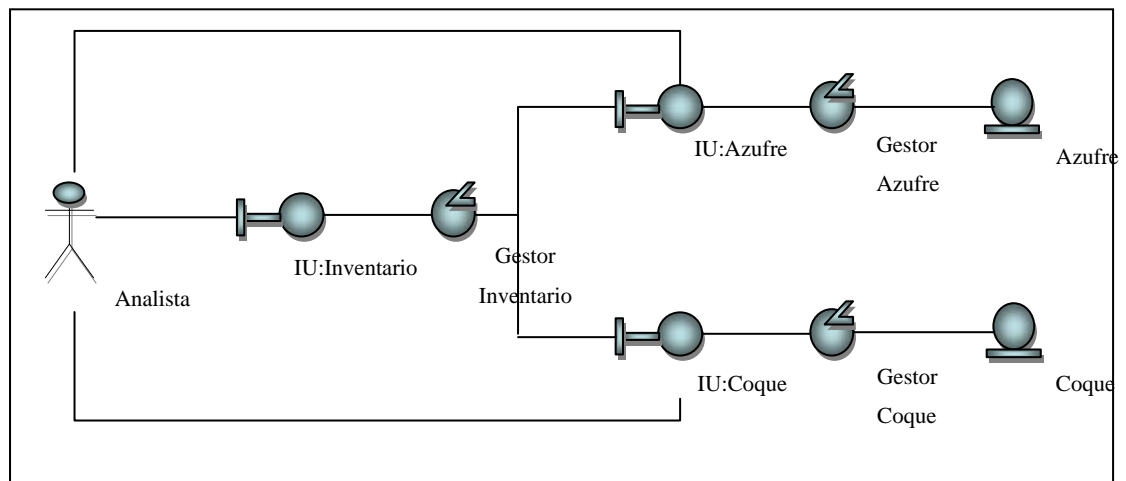 IU:Azufre
Gestor
Azufre
Azufre
Analista
IU:Inventario
Gestor
Inventario
IU:Coque
Gestor
Coque
Coque